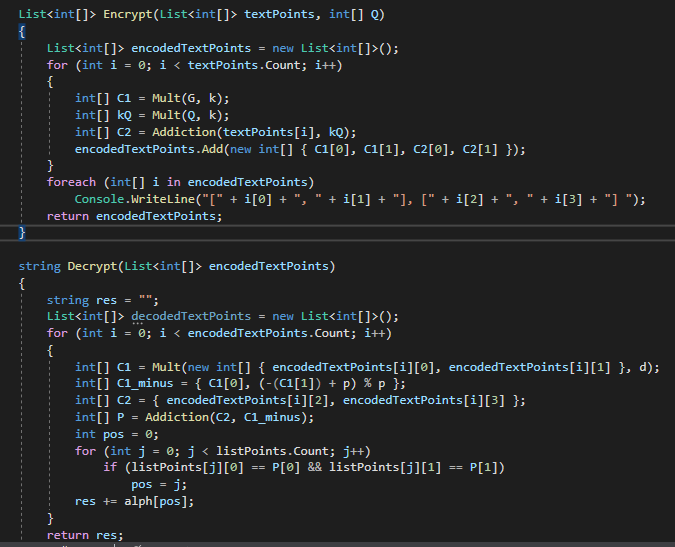 List<int[]> Encrypt(List<int[]> textPoints, int[] Q)
{
List<int[]> encodedTextPoints = new List<int[]>();
for (int i = 0; i < textPoints.Count; i++)
{
int[] C1 = Mult(G, k);
int[] kQ = Mult(Q, k);
int[] C2 = Addiction(textPoints[i], kQ);
encodedTextPoints.Add(new int[] { C1[0], C1[1], C2[0], C2[1] });
}
foreach (int[] i in encodedTextPoints)
Console.WriteLine("[" + i[0] + ", " + i[1] + "], [" + i[2] + ", " + i[3] + "] ");
return encodedTextPoints;
}
string Decrypt(List<int[]> encodedTextPoints)
{
string res = "";
List<int[]> decodedTextPoints = new List<int[]>();
for (int i = 0; i < encodedTextPoints.Count; i++)
{
int[] C1 = Mult(new int[] { encodedTextPoints[i][0], encodedTextPoints[i][1] }, d);
int[] C1_minus = { C1[0], (-(C1[1]) + p) % p };
int[] C2 = { encodedTextPoints[i][2], encodedTextPoints[i][3] };
int[] P = Addiction(C2, C1_minus);
int pos = 0;
for (int j = 0; j < listPoints.Count; j++)
if (listPoints[j][0] == P[0] && listPoints[j][1] == P[1])
pos = j;
res += alph[pos];
}
return res;